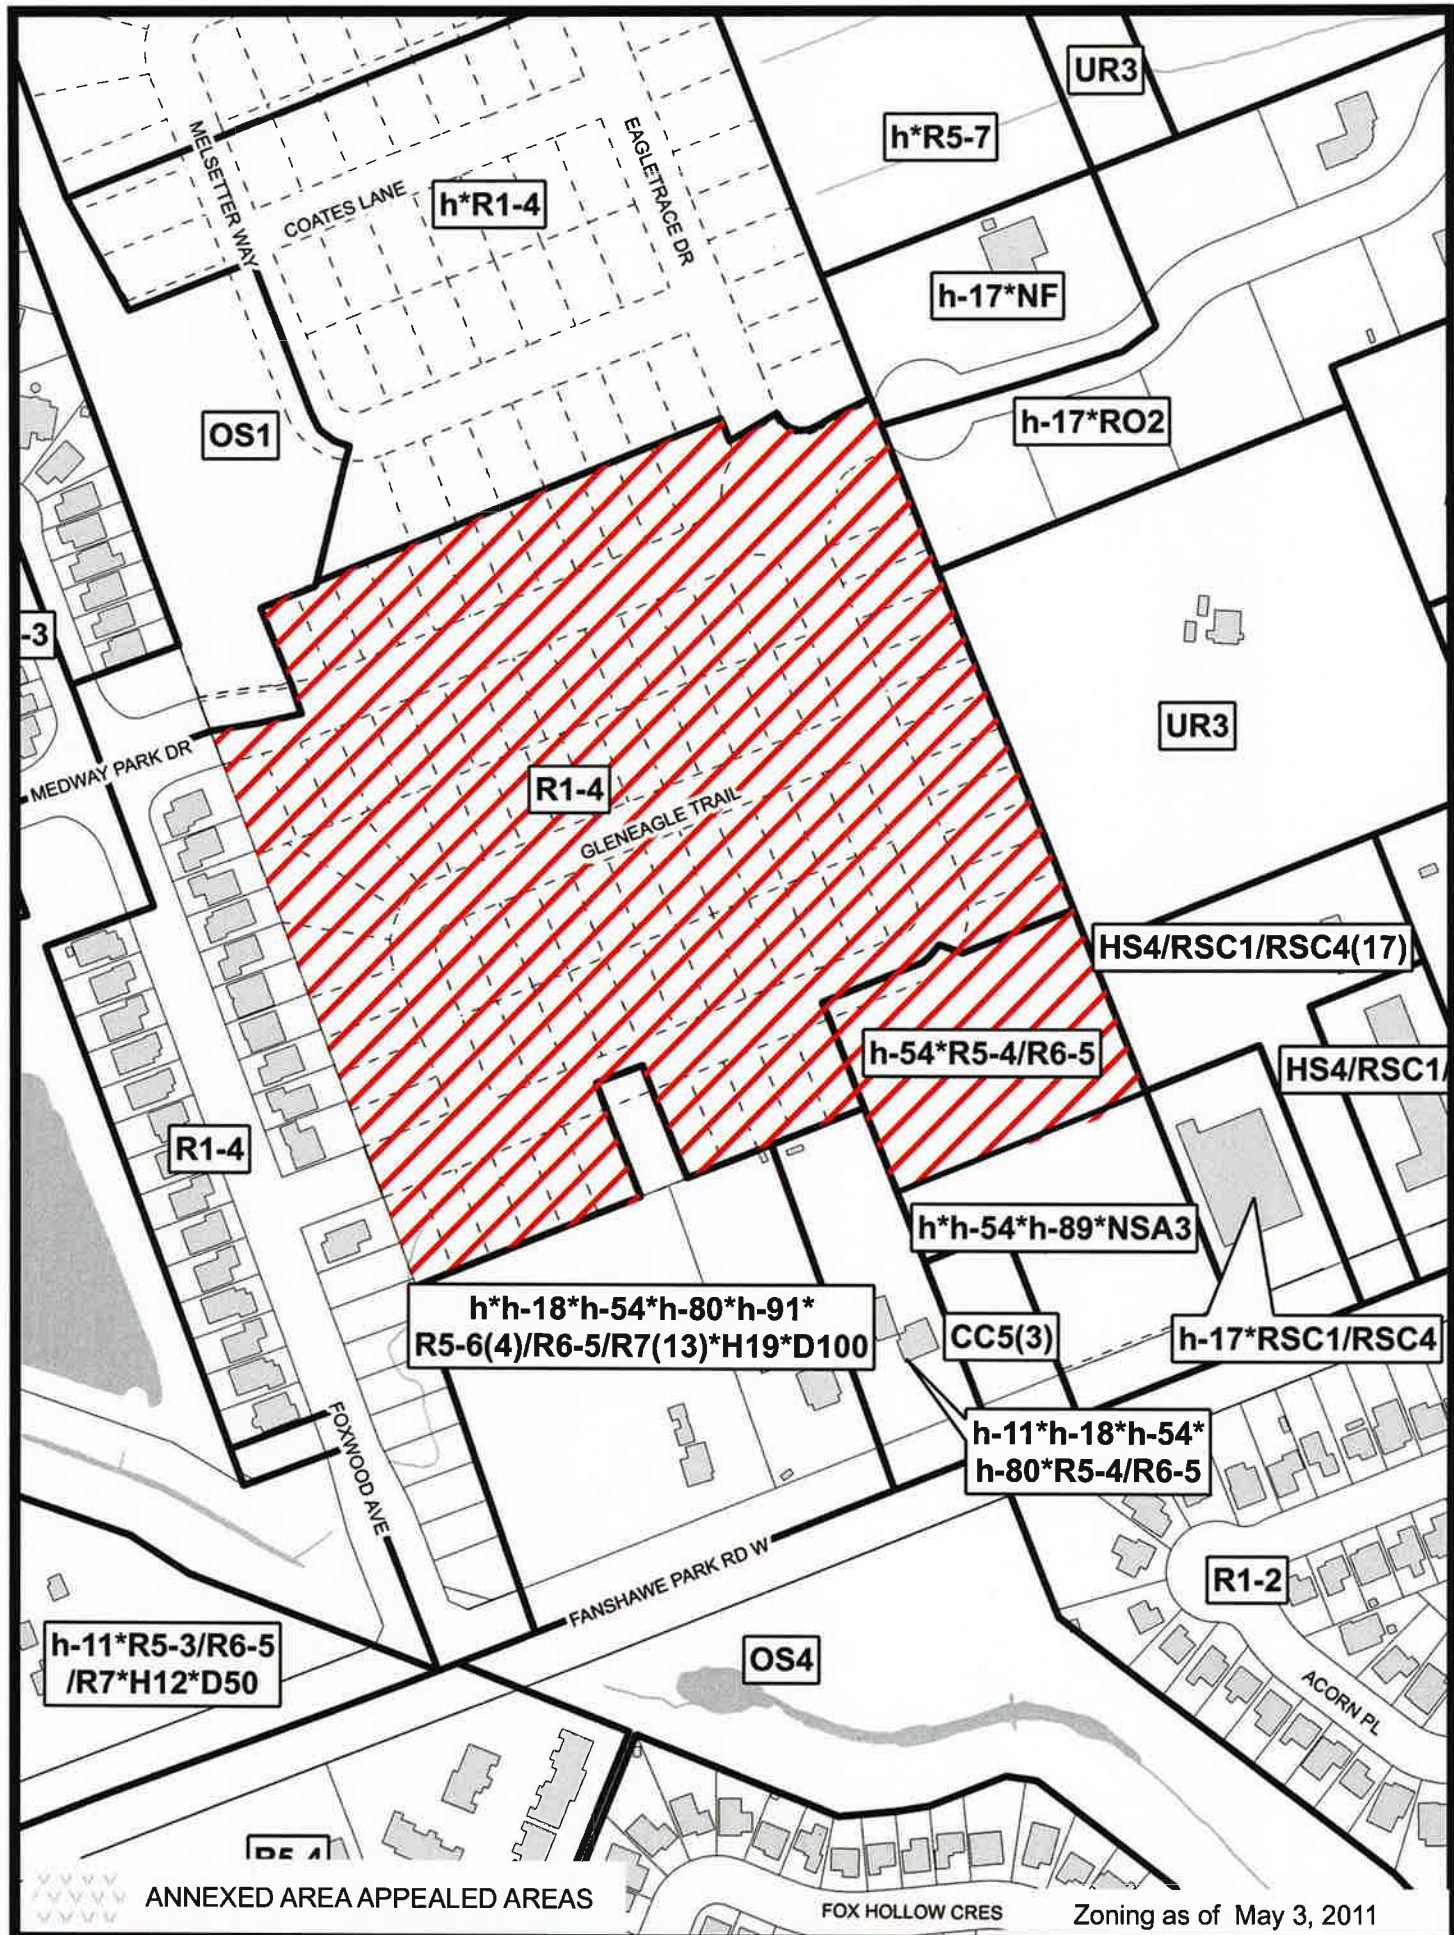 UR3
h*R5-7
MELSETTER WAY
COATES LANE
h*R1-4
EAGLETRACE DR
h-17*NF
OS1
h-17*RO2
-3
UR3
MEDWAY PARK DR
R1-4
GLENEAGLE TRAIL
HS4/RSC1/RSC4(17)
h-54*R5-4/R6-5
HS4/RSC1/
R1-4
h*h-54*h-89*NSA3
h*h-18*h-54*h-80*h-91*
R5-6(4)/R6-5/R7(13)*H19*D100
CC5(3)
h-17*RSC1/RSC4
h-11*h-18*h-54*
h-80*R5-4/R6-5
FOXWOOD AVE
FANSHAWE PARK RD W
R1-2
h-11*R5-3/R6-5
/R7*H12*D50
OS4
ACORN PL
R5-4
ANNEXED AREA APPEALED AREAS
FOX HOLLOW CRES
Zoning as of May 3, 2011